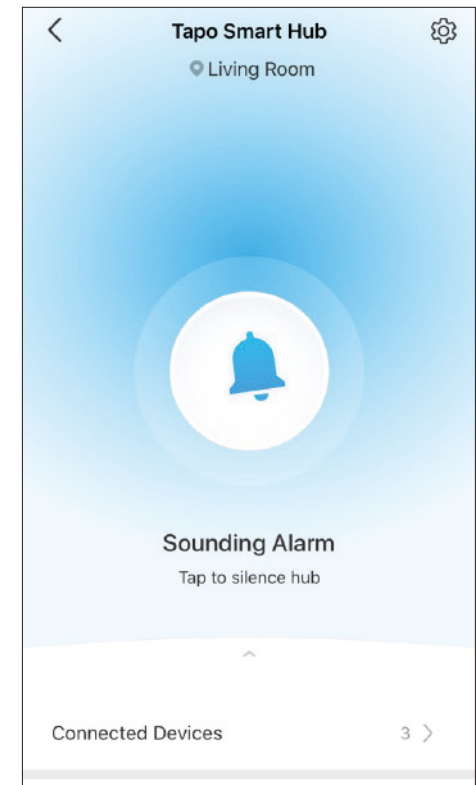 Tapo Smart Hub
Living Room
Sounding Alarm
Tap to silence hub
Connected Devices 3